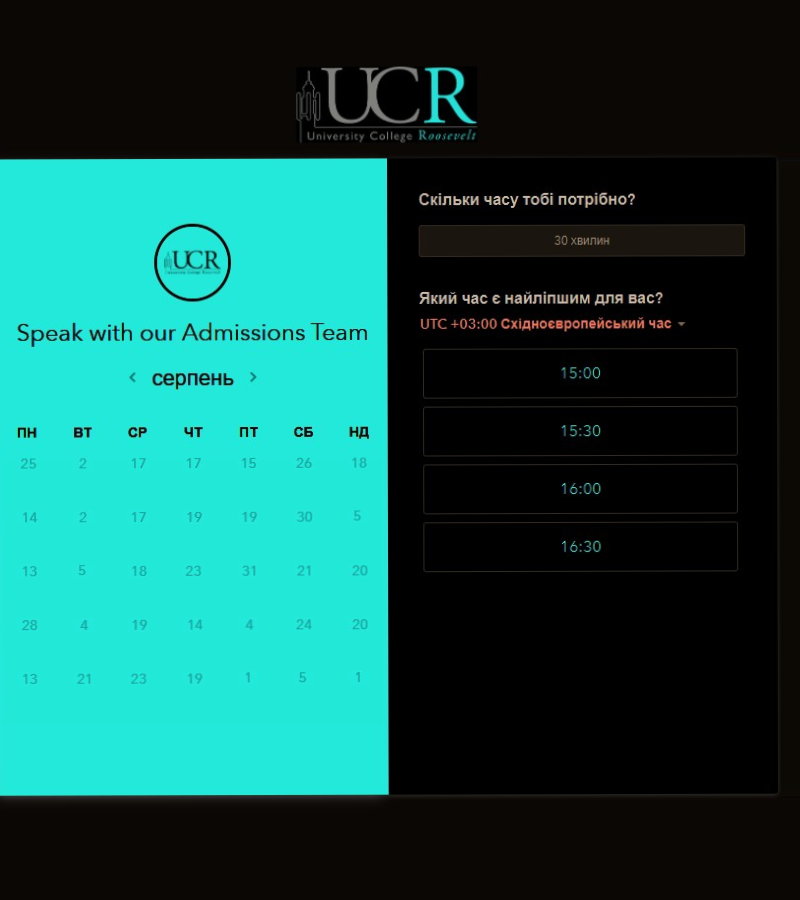 UCR
University College Roosevelt
UCR
University College Roosevelt
Speak with our Admissions Team
серпень
ПН ВТ СР ЧТ ПТ СБ НД
25 2 17 17 15 26 18
14 2 17 19 19 30 5
13 5 18 23 31 21 20
28 4 19 14 4 24 20
13 21 23 19 1 5 1
Скільки часу тобі потрібно?
30 хвилин
Який час є найліпшим для вас?
UTC +03:00 Східноєвропейський час
15:00
15:30
16:00
16:30